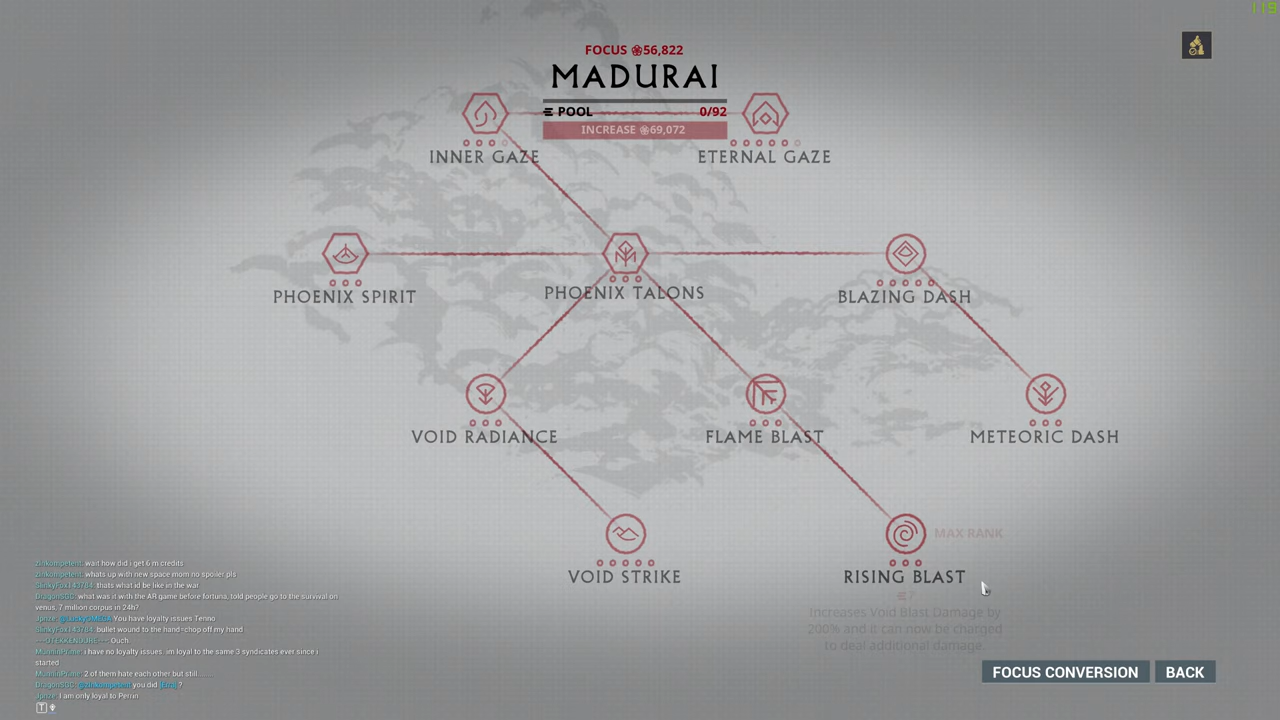 119
FOCUS 56,822
MADURAI
POOL 0/92
INCREASE 69,072
INNER GAZE
ETERNAL GAZE
PHOENIX SPIRIT
PHOENIX TALONS
BLAZING DASH
VOID RADIANCE
FLAME BLAST
METEORIC DASH
MAX RANK
VOID STRIKE
RISING BLAST
7
Increases Void Blast Damage by
200% and it can now be charged
to deal additional damage.
zinkompetent: wait how did i get 6 m credits
zinkompetent: whats up with new space mom no spoiler pls
thats what id be like in the war
what was it with the AR game before fortuna, told people go to the survival on
venus, 7 million corpus in 24h?
You have loyalty issues Tenno
bullet wound to the hand=chop off my hand
Ouch
MuninPrime: i have no loyalty issues. im loyal to the same 3 syndicates ever since i
started
MuninPrime: 2 of them hate each other but still........
@zinkompetent you did ?
I am only loyal to Perrin
T
FOCUS CONVERSION
BACK